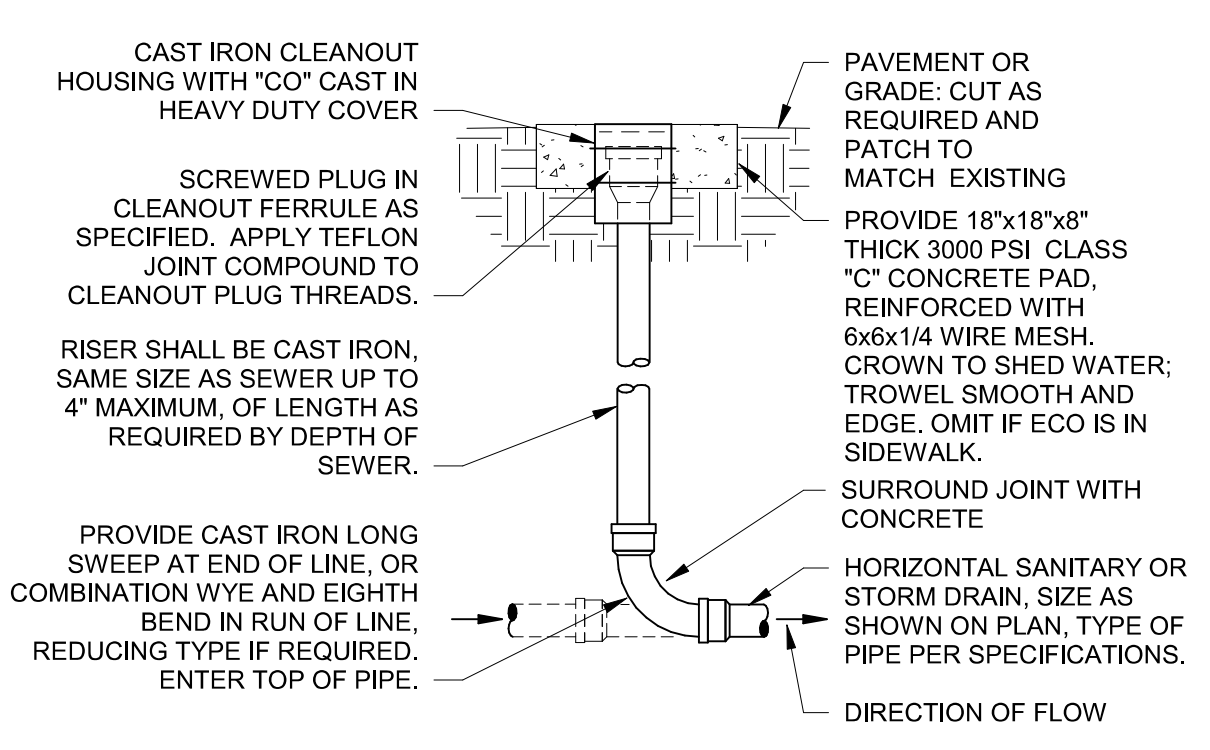 CAST IRON CLEANOUT
HOUSING WITH "CO" CAST IN
HEAVY DUTY COVER
SCREWED PLUG IN
CLEANOUT FERRULE AS
SPECIFIED. APPLY TEFLON
JOINT COMPOUND TO
CLEANOUT PLUG THREADS.
RISER SHALL BE CAST IRON,
SAME SIZE AS SEWER UP TO
4" MAXIMUM, OF LENGTH AS
REQUIRED BY DEPTH OF
SEWER.
PROVIDE CAST IRON LONG
SWEEP AT END OF LINE, OR
COMBINATION WYE AND EIGHTH
BEND IN RUN OF LINE,
REDUCING TYPE IF REQUIRED.
ENTER TOP OF PIPE.
PAVEMENT OR
GRADE: CUT AS
REQUIRED AND
PATCH TO
MATCH EXISTING
PROVIDE 18"x18"x8"
THICK 3000 PSI CLASS
"C" CONCRETE PAD,
REINFORCED WITH
6x6x1/4 WIRE MESH.
CROWN TO SHED WATER;
TROWEL SMOOTH AND
EDGE. OMIT IF ECO IS IN
SIDEWALK.
SURROUND JOINT WITH
CONCRETE
HORIZONTAL SANITARY OR
STORM DRAIN, SIZE AS
SHOWN ON PLAN, TYPE OF
PIPE PER SPECIFICATIONS.
DIRECTION OF FLOW